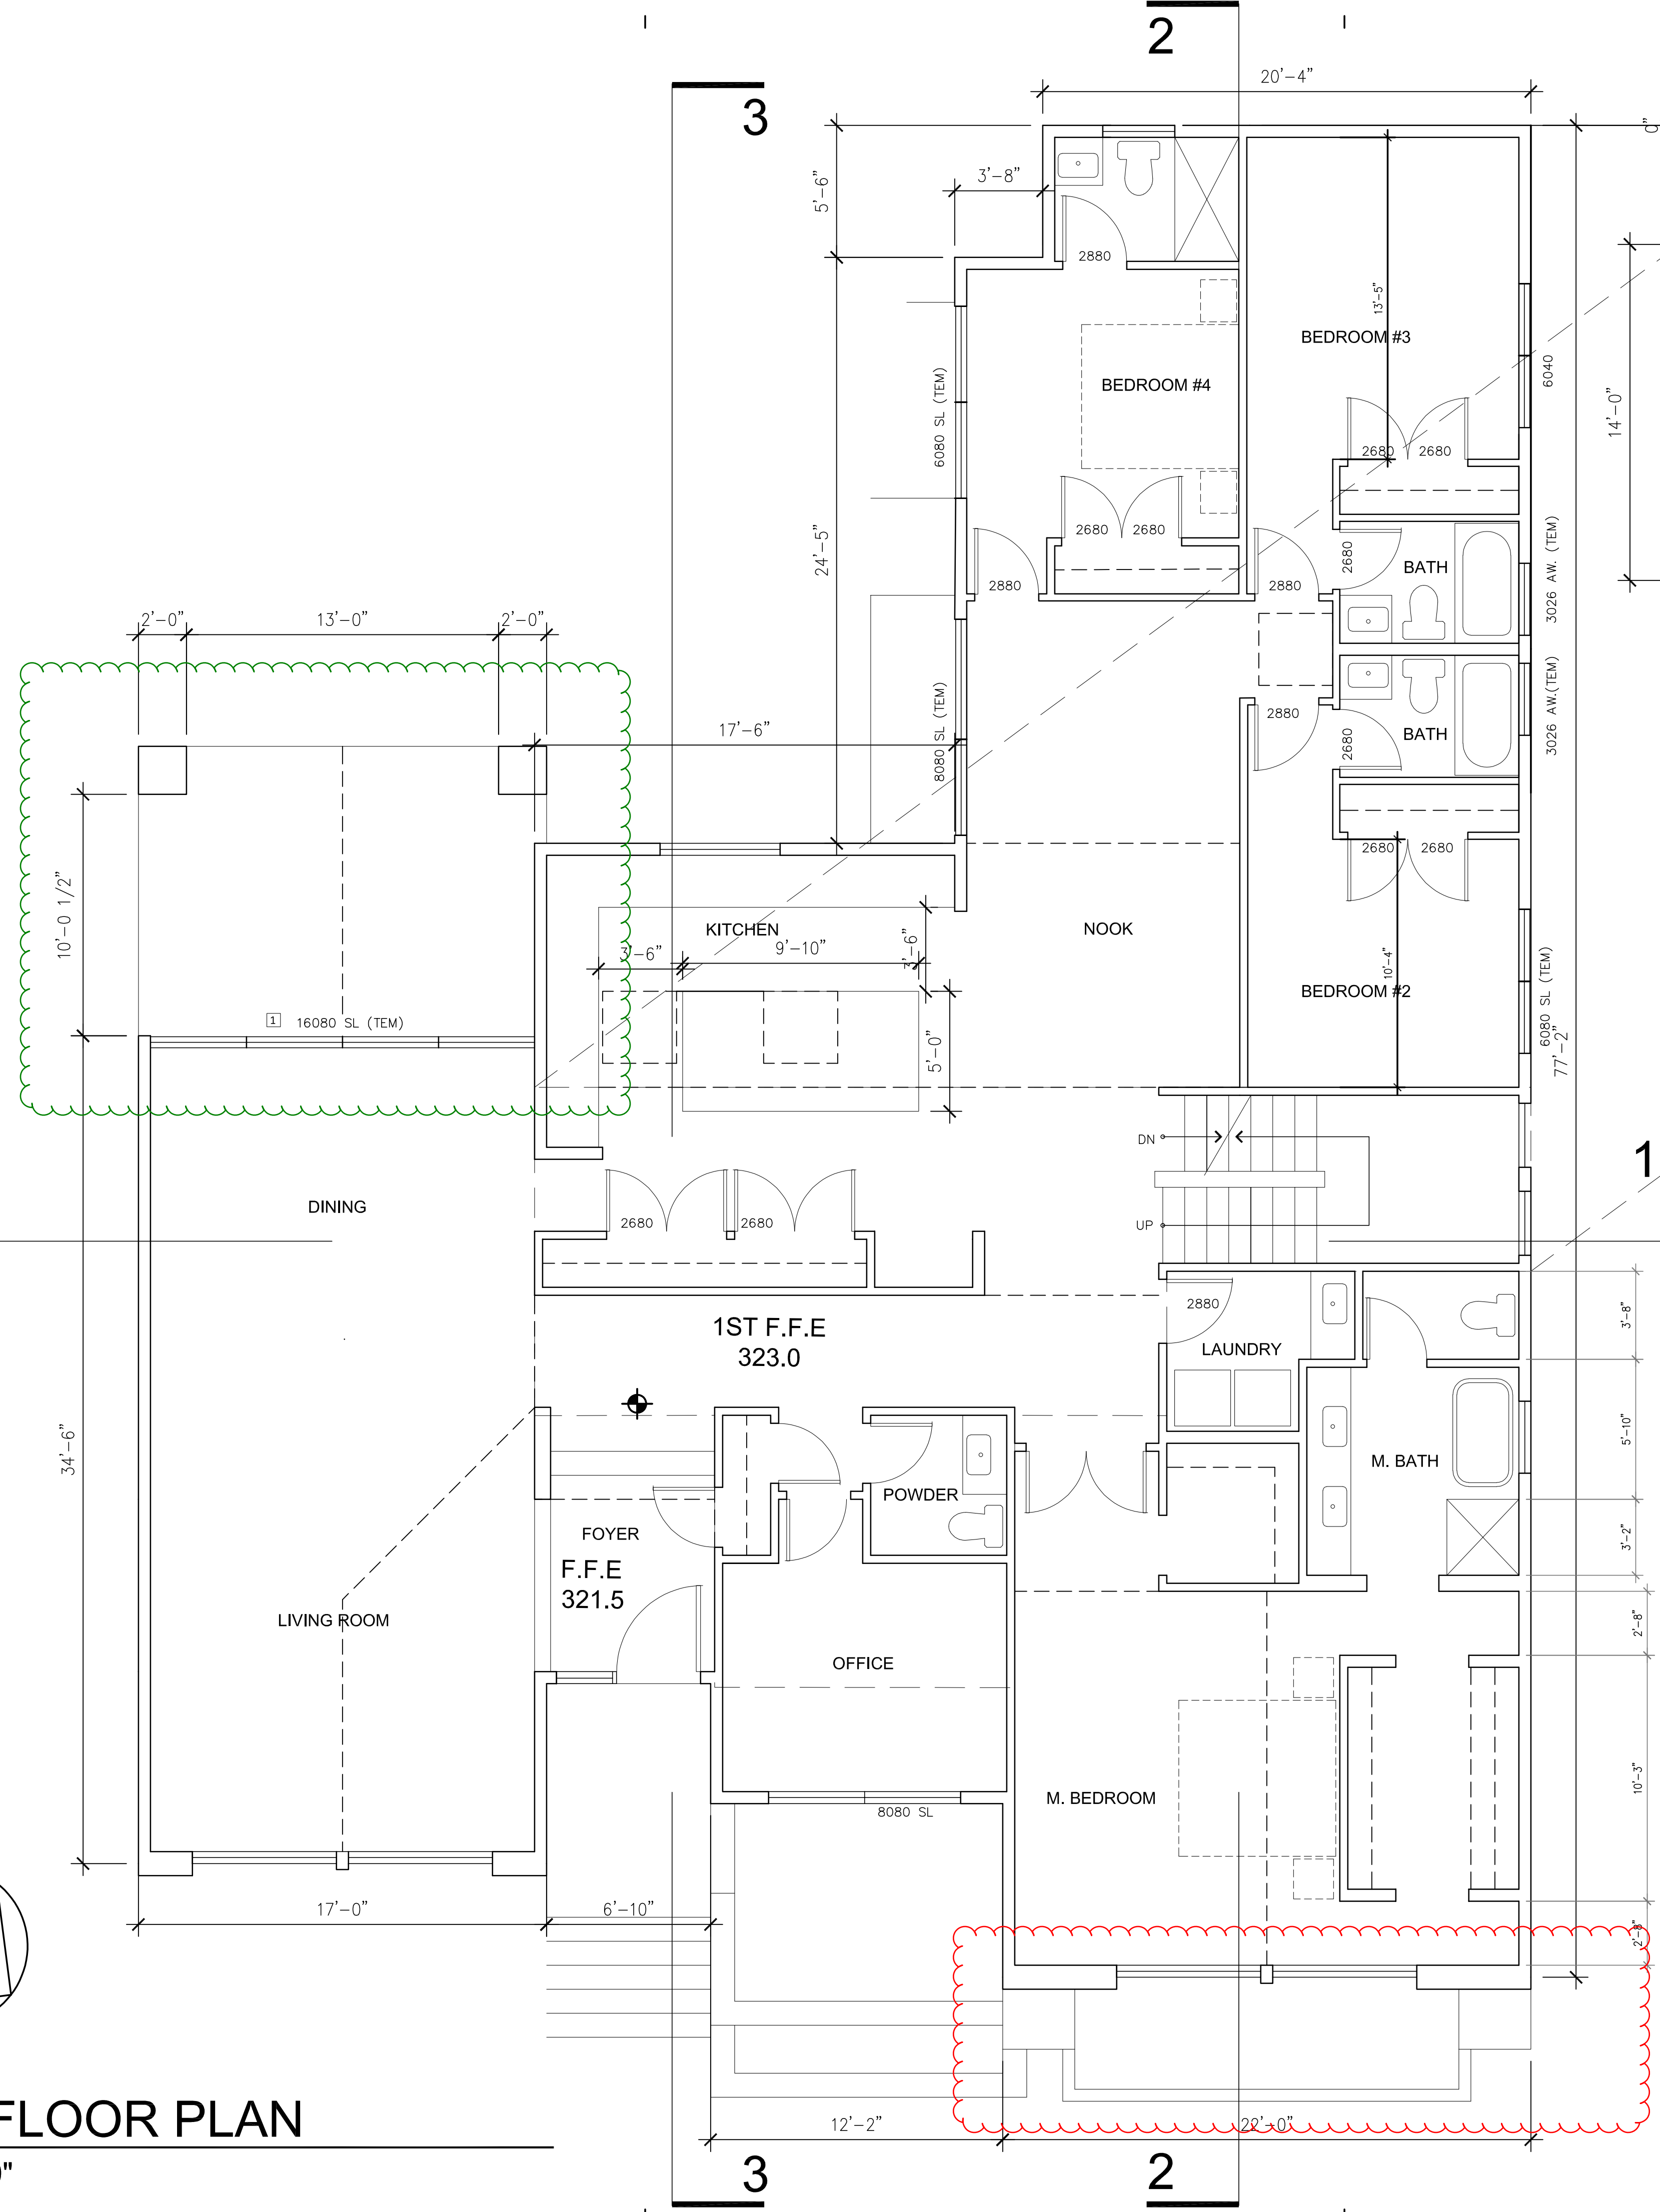 2
3
20'-4"
0"
3'-8"
5'-6"
2880
13'-5"
BEDROOM #3
BEDROOM #4
6040
14'-0"
6080 SL (TEM)
2680 2680
2680 2680
24'-5"
2880
2880
2680
BATH
3026 AW. (TEM)
2'-0"
13'-0"
2'-0"
17'-6"
8080 SL (TEM)
2880
2680
BATH
3026 AW.(TEM)
2680 2680
10'-0 1/2"
KITCHEN
NOOK
3'-6"
9'-10"
3'-6"
10'-4"
BEDROOM #2
6080 SL (TEM)
77'-2"
1 16080 SL (TEM)
5'-0"
DN
1
DINING
2680
2680
UP
2880
1ST F.F.E
323.0
LAUNDRY
3'-8"
34'-6"
5'-10"
M. BATH
POWDER
FOYER
3'-2"
F.F.E
321.5
LIVING ROOM
2'-8"
OFFICE
10'-3"
M. BEDROOM
8080 SL
17'-0"
6'-10"
2'-8"
FLOOR PLAN
12'-2"
22'-0"
3
2